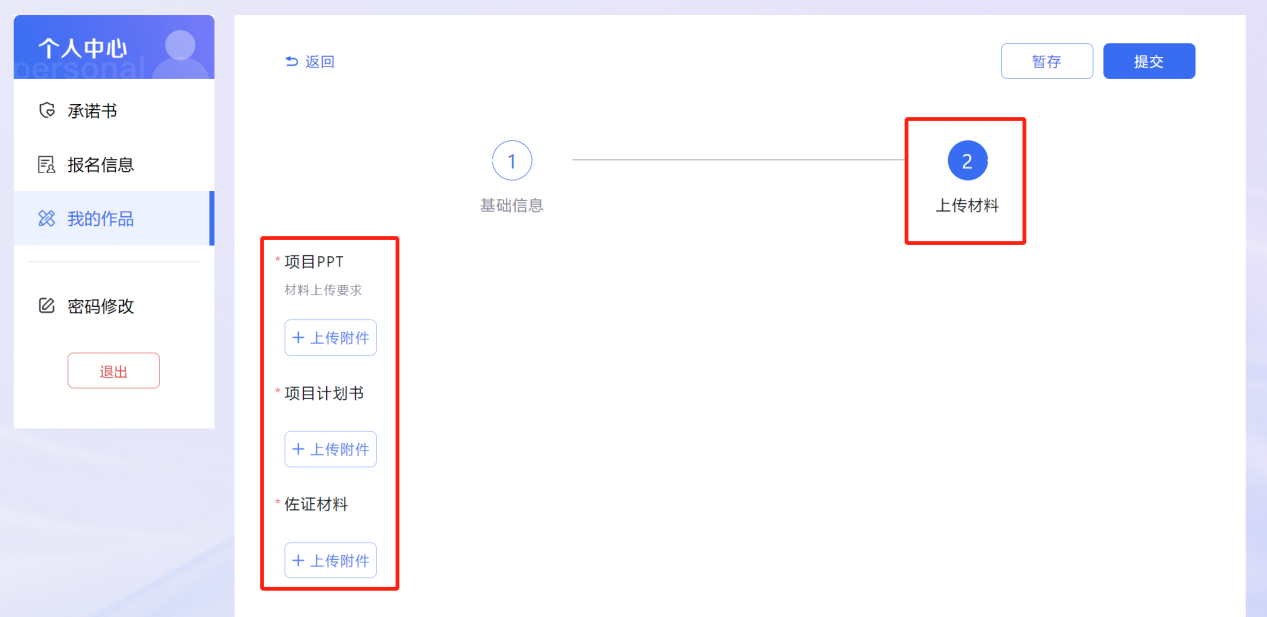 个人中心
personal
承诺书
报名信息
我的作品
密码修改
退出
返回
暂存
提交
1
基础信息
2
上传材料
* 项目PPT
材料上传要求
+ 上传附件
* 项目计划书
+ 上传附件
* 佐证材料
+ 上传附件